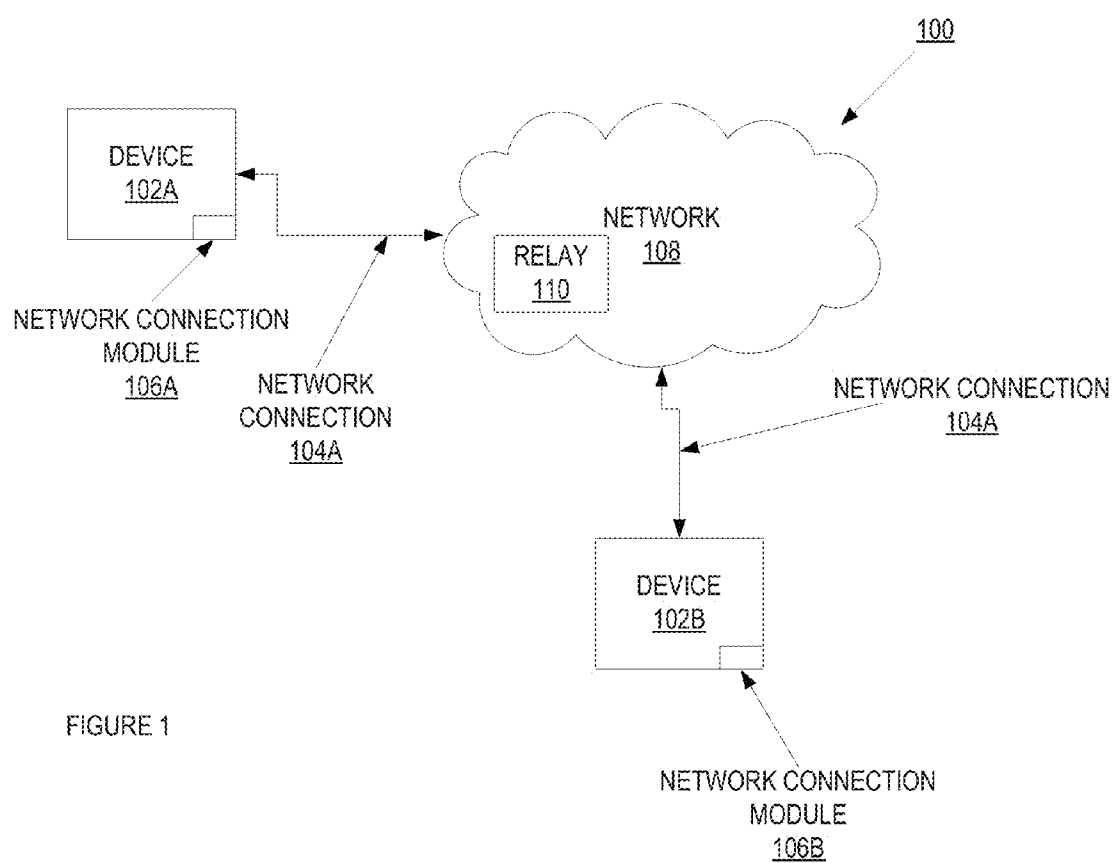 100
DEVICE
102A
NETWORK
108
RELAY
110
NETWORK CONNECTION
MODULE
106A
NETWORK
CONNECTION
104A
NETWORK CONNECTION
104A
DEVICE
102B
FIGURE 1
NETWORK CONNECTION
MODULE
106B